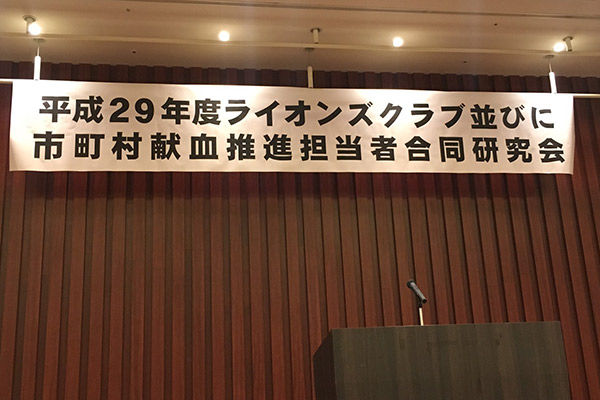 平成29年度ライオンズクラブ並びに
市町村献血推進担当者合同研究会